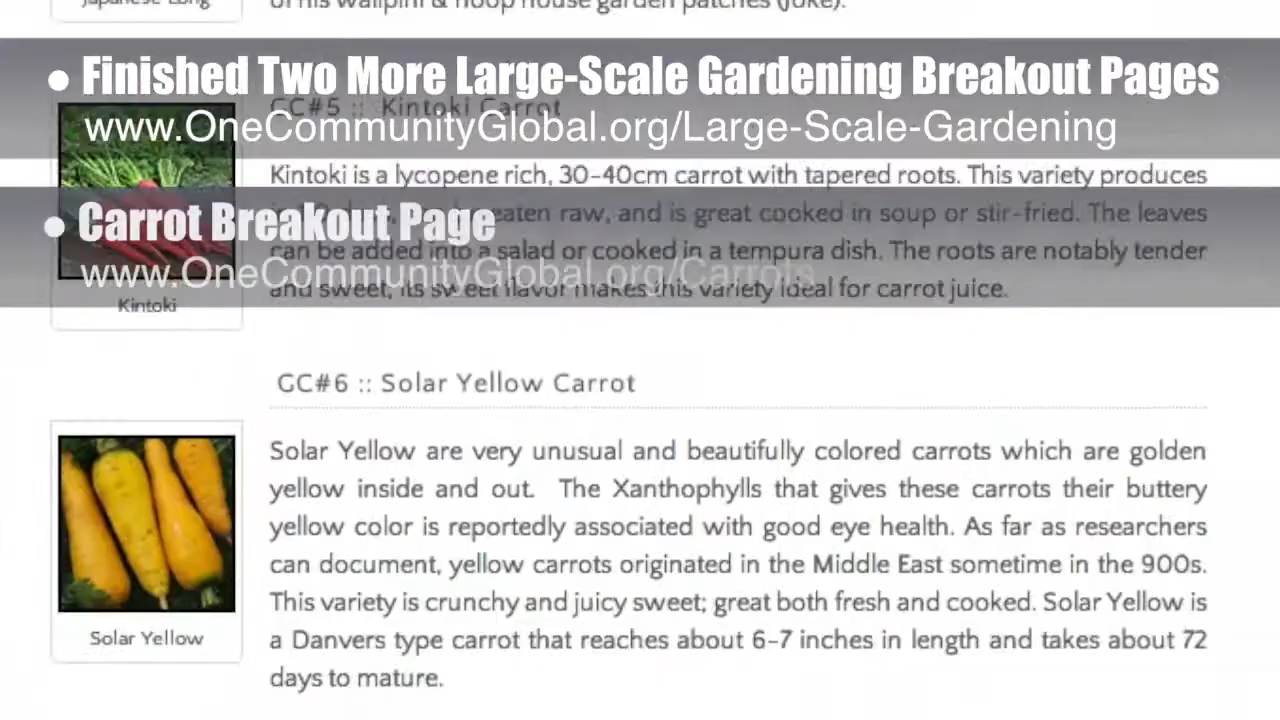 Japanese Long
of his walipini & hoop house garden patches (joke).
• Finished Two More Large-Scale Gardening Breakout Pages
GC#5 :: Kintoki Carrot
www.OneCommunityGlobal.org/Large-Scale-Gardening
Kintoki is a lycopene rich, 30-40cm carrot with tapered roots. This variety produces
eaten raw, and is great cooked in soup or stir-fried. The leaves
• Carrot Breakout Page
can be added into a salad or cooked in a tempura dish. The roots are notably tender
www.OneCommunityGlobal.org/Carrots
and sweet, its sweet flavor makes this variety ideal for carrot juice.
Kintoki
GC#6 :: Solar Yellow Carrot
Solar Yellow are very unusual and beautifully colored carrots which are golden
yellow inside and out. The Xanthophylls that gives these carrots their buttery
yellow color is reportedly associated with good eye health. As far as researchers
can document, yellow carrots originated in the Middle East sometime in the 900s.
This variety is crunchy and juicy sweet; great both fresh and cooked. Solar Yellow is
a Danvers type carrot that reaches about 6-7 inches in length and takes about 72
days to mature.
Solar Yellow